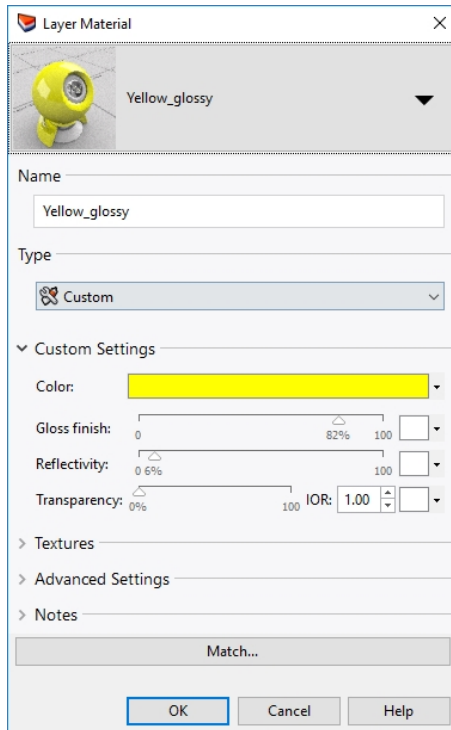 Layer Material
Yellow_glossy
Name
Yellow_glossy
Type
Custom
Custom Settings
Color:
Gloss finish: 0 82% 100
Reflectivity: 0 6% 100
Transparency: 0% 100 IOR: 1.00
Textures
Advanced Settings
Notes
Match...
OK Cancel Help